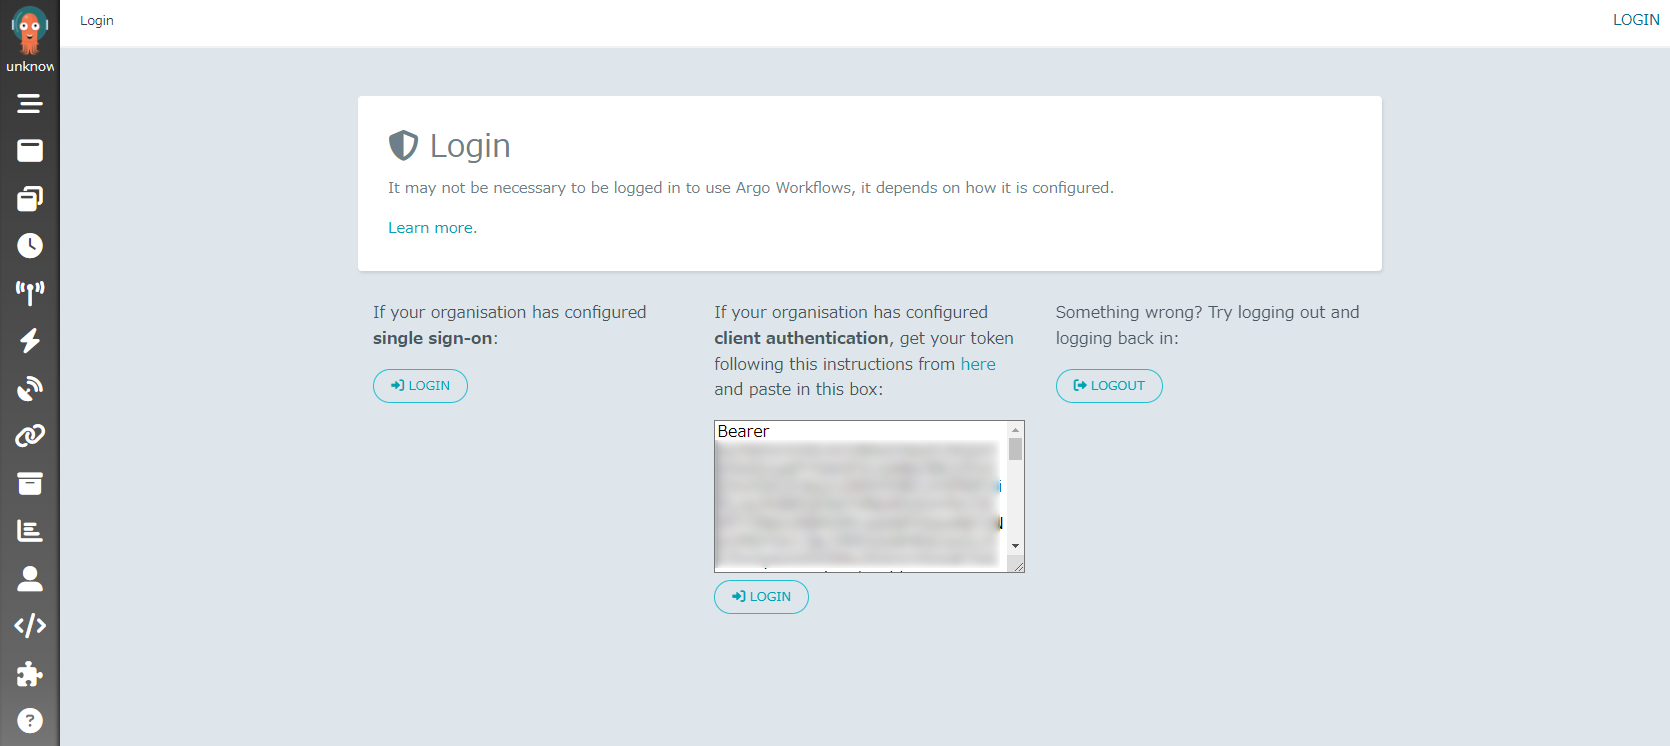 Login
LOGIN
unknow
Login
It may not be necessary to be logged in to use Argo Workflows, it depends on how it is configured.
Learn more.
If your organisation has configured
single sign-on:
LOGIN
If your organisation has configured
client authentication, get your token
following this instructions from here
and paste in this box:
Bearer
LOGIN
Something wrong? Try logging out and
logging back in:
LOGOUT